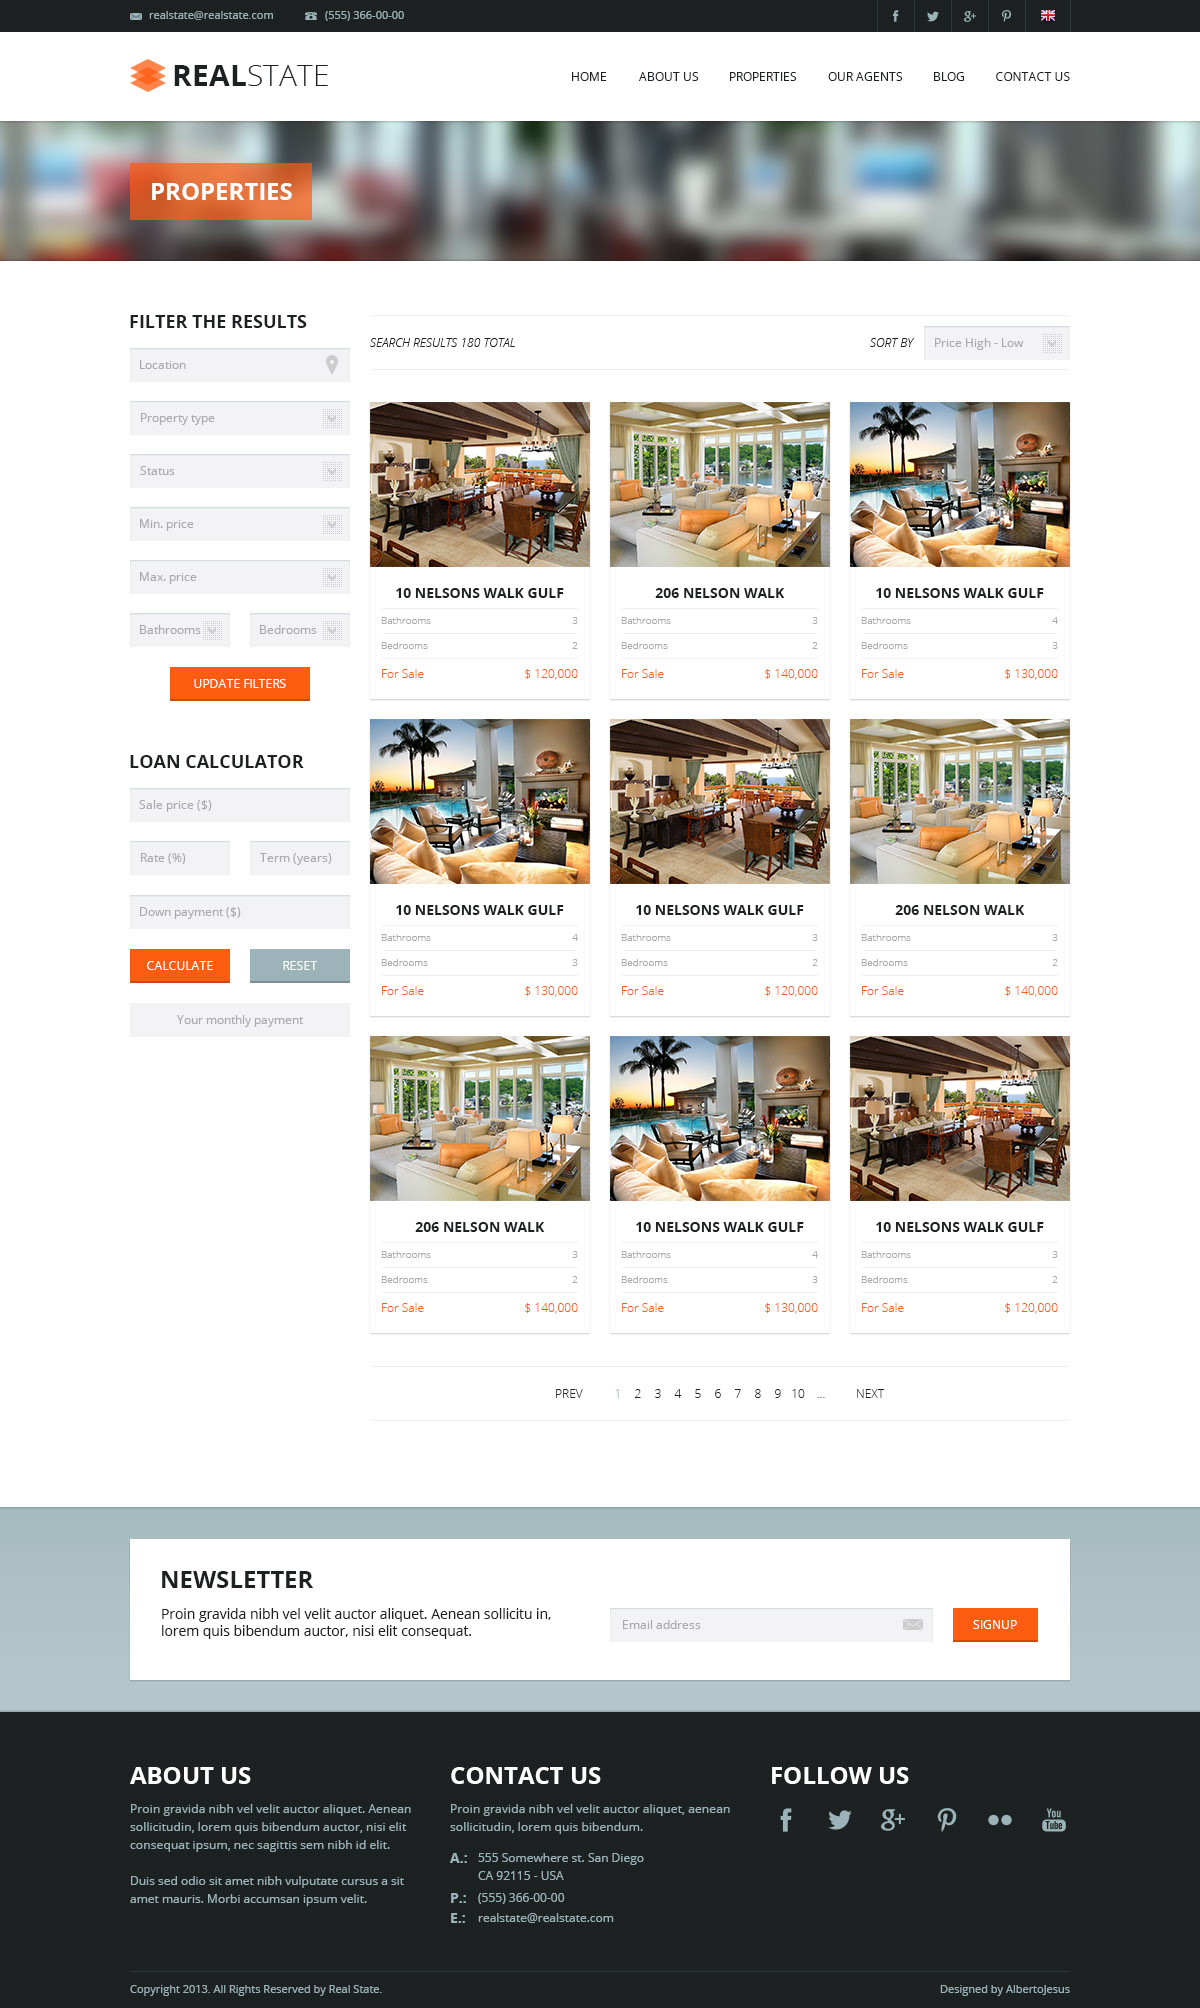 realstate@realstate.com (555) 366-00-00
REALSTATE
HOME ABOUT US PROPERTIES OUR AGENTS BLOG CONTACT US
PROPERTIES
FILTER THE RESULTS
Location
Property type
Status
Min. price
Max. price
Bathrooms Bedrooms
UPDATE FILTERS
LOAN CALCULATOR
Sale price ($)
Rate (%) Term (years)
Down payment ($)
CALCULATE RESET
Your monthly payment
SEARCH RESULTS 180 TOTAL SORT BY Price High - Low
10 NELSONS WALK GULF
Bathrooms 3
Bedrooms 2
For Sale $ 120,000
206 NELSON WALK
Bathrooms 3
Bedrooms 2
For Sale $ 140,000
10 NELSONS WALK GULF
Bathrooms 4
Bedrooms 3
For Sale $ 130,000
10 NELSONS WALK GULF
Bathrooms 4
Bedrooms 3
For Sale $ 130,000
10 NELSONS WALK GULF
Bathrooms 3
Bedrooms 2
For Sale $ 120,000
206 NELSON WALK
Bathrooms 3
Bedrooms 2
For Sale $ 140,000
206 NELSON WALK
Bathrooms 3
Bedrooms 2
For Sale $ 140,000
10 NELSONS WALK GULF
Bathrooms 4
Bedrooms 3
For Sale $ 130,000
10 NELSONS WALK GULF
Bathrooms 3
Bedrooms 2
For Sale $ 120,000
PREV 1 2 3 4 5 6 7 8 9 10 ... NEXT
NEWSLETTER
Proin gravida nibh vel velit auctor aliquet. Aenean sollicitu in,
lorem quis bibendum auctor, nisi elit consequat.
Email address SIGNUP
ABOUT US
Proin gravida nibh vel velit auctor aliquet. Aenean
sollicitudin, lorem quis bibendum auctor, nisi elit
consequat ipsum, nec sagittis sem nibh id elit.
Duis sed odio sit amet nibh vulputate cursus a sit
amet mauris. Morbi accumsan ipsum velit.
CONTACT US
Proin gravida nibh vel velit auctor aliquet, aenean
sollicitudin, lorem quis bibendum.
A.: 555 Somewhere st. San Diego
CA 92115 - USA
P.: (555) 366-00-00
E.: realstate@realstate.com
FOLLOW US
You
Tube
Copyright 2013. All Rights Reserved by Real State. Designed by AlbertoJesus